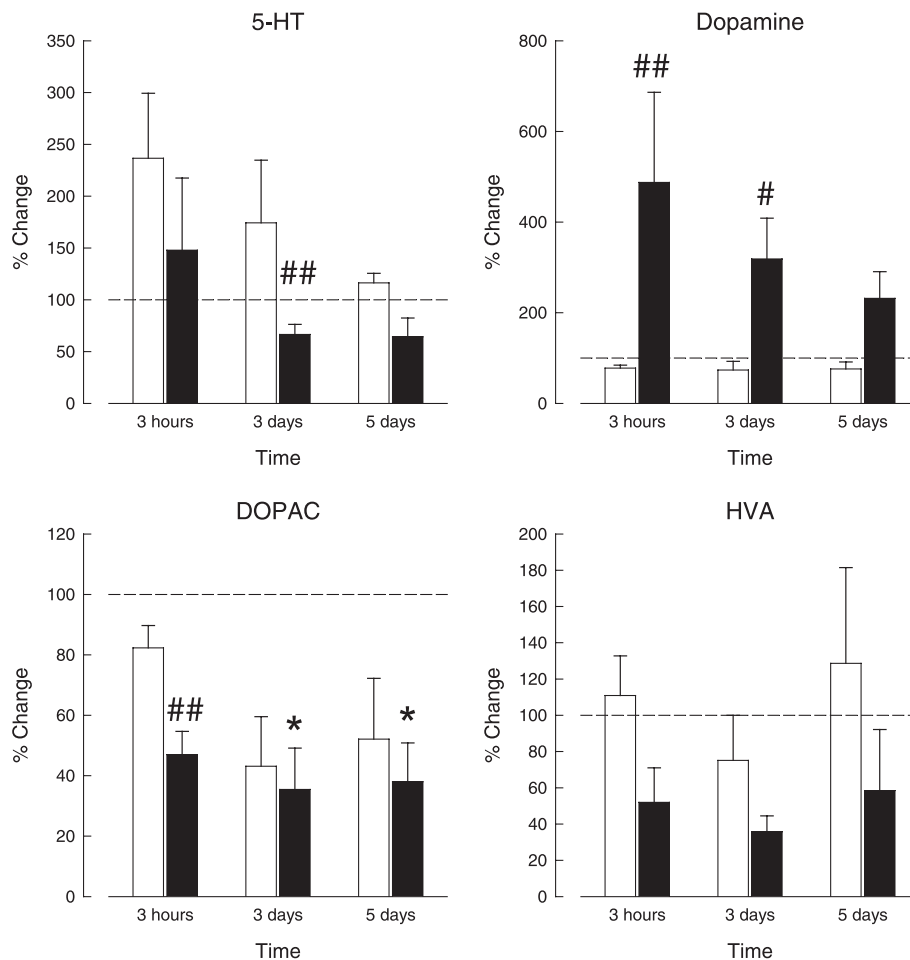 5-HT
350
300
250
200
150
100
50
0
% Change
##
3 hours
3 days
5 days
Time
Dopamine
800
600
400
200
0
% Change
##
#
3 hours
3 days
5 days
Time
DOPAC
120
100
80
60
40
20
0
% Change
##
*
*
3 hours
3 days
5 days
Time
HVA
200
180
160
140
120
100
80
60
40
20
0
% Change
3 hours
3 days
5 days
Time